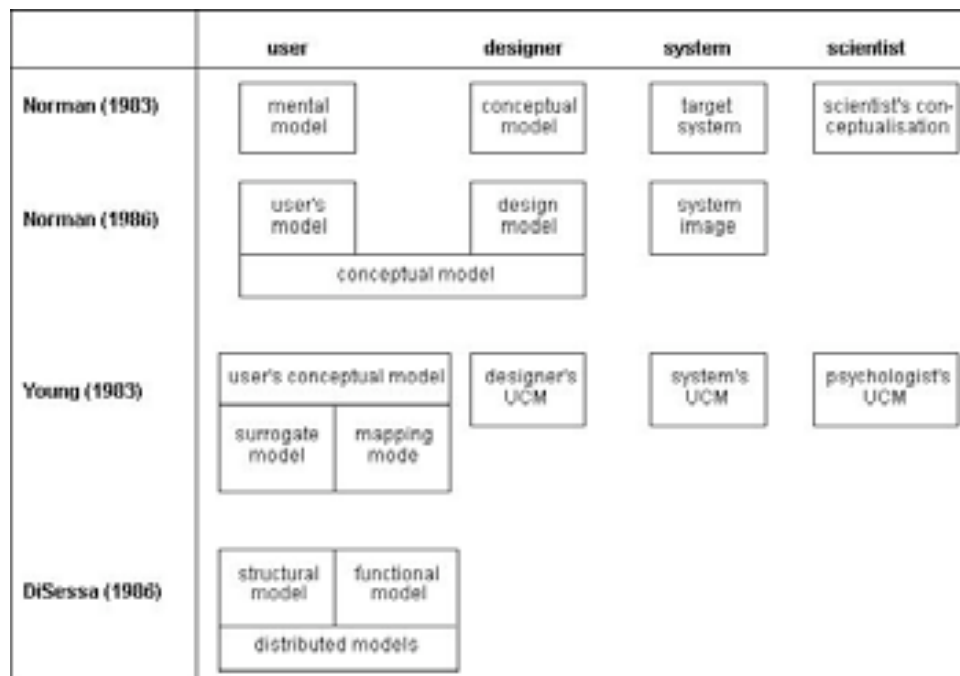 user designer system scientist
Norman (1983)
mental
model
conceptual
model
target
system
scientist's con-
ceptualisation
Norman (1986)
user's
model
design
model
system
image
conceptual model
Young (1983)
user's conceptual model
surrogate
model
mapping
mode
designer's
UCM
system's
UCM
psychologist's
UCM
DiSessa (1986)
structural
model
functional
model
distributed models